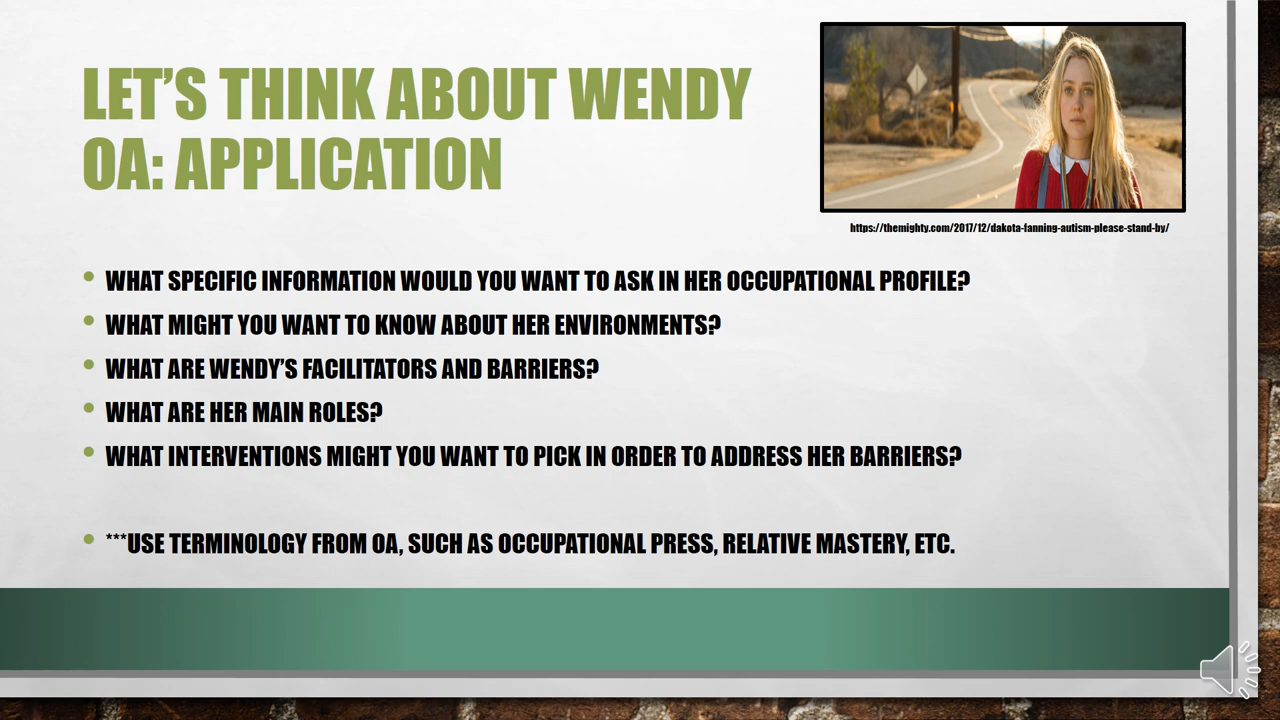 LET'S THINK ABOUT WENDY
OA: APPLICATION
https://themighty.com/2017/12/dakota-fanning-autism-please-stand-by/
• WHAT SPECIFIC INFORMATION WOULD YOU WANT TO ASK IN HER OCCUPATIONAL PROFILE?
• WHAT MIGHT YOU WANT TO KNOW ABOUT HER ENVIRONMENTS?
• WHAT ARE WENDY'S FACILITATORS AND BARRIERS?
• WHAT ARE HER MAIN ROLES?
• WHAT INTERVENTIONS MIGHT YOU WANT TO PICK IN ORDER TO ADDRESS HER BARRIERS?
• ***USE TERMINOLOGY FROM OA, SUCH AS OCCUPATIONAL PRESS, RELATIVE MASTERY, ETC.